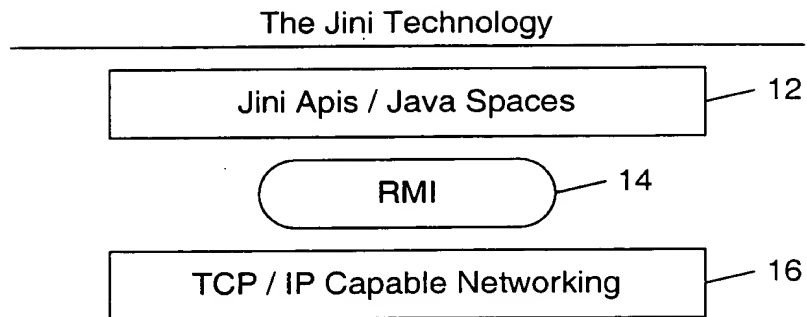 The Jini Technology
Jini Apis / Java Spaces
12
RMI
14
TCP / IP Capable Networking
16